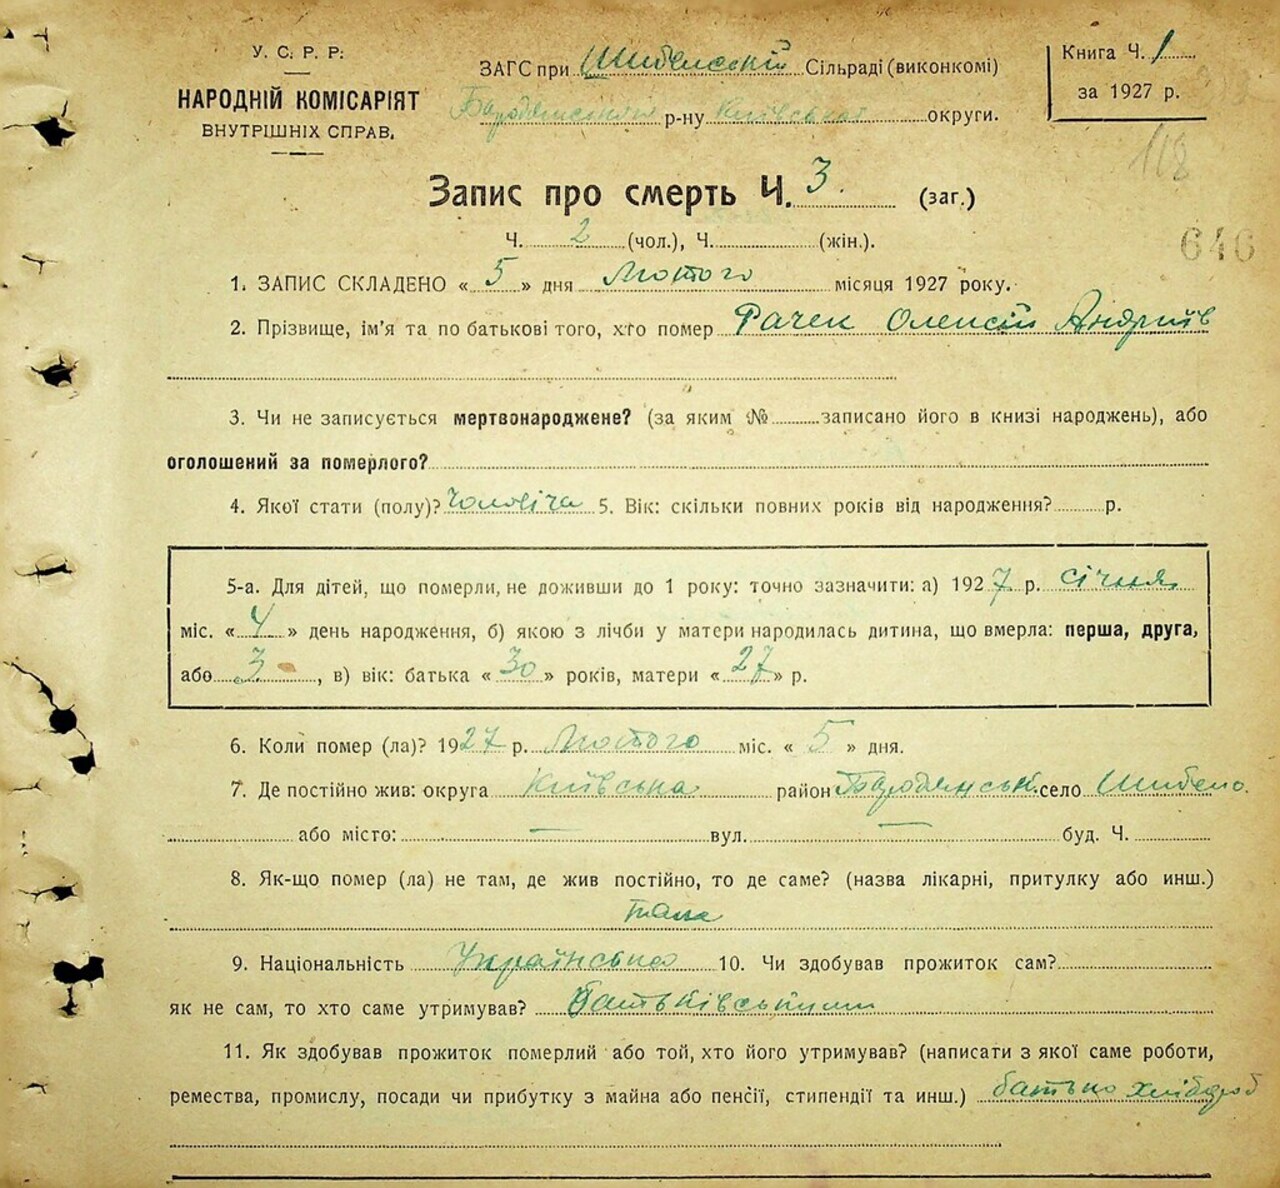 У. С. Р. Р.
НАРОДНІЙ КОМІСАРІЯТ
ВНУТРІШНІХ СПРАВ.
ЗАГС при Шибенській Сільраді (виконкомі)
Бородянського р-ну Київської округи.
Книга Ч. 1
за 1927 р.
118
Запис про смерть Ч. 3 (заг.)
Ч. 2 (чол.), Ч. (жін.).
646
1. ЗАПИС СКЛАДЕНО « 5 » дня Лютого місяця 1927 року.
2. Прізвище, ім'я та по батькові того, хто помер Рачек Олексій Андріїв
3. Чи не записується мертвонароджене? (за яким № записано його в книзі народжень), або
оголошений за померлого?
4. Якої стати (полу)? Чоловіча 5. Вік: скільки повних років від народження? р.
5-а. Для дітей, що померли, не доживши до 1 року: точно зазначити: а) 1927 р. січня
міс. « 4 » день народження, б) якою з лічби у матери народилась дитина, що вмерла: перша, друга,
або 3, в) вік: батька « 30 » років, матери « 27 » р.
6. Коли помер (ла)? 1927 р. Лютого міс. « 5 » дня.
7. Де постійно жив: округа Київська район Бородянськ. село Шибено.
або місто: — вул. — буд. Ч.
8. Як-що помер (ла) не там, де жив постійно, то де саме? (назва лікарні, притулку або инш.)
9. Національність Українська 10. Чи здобував прожиток сам?
як не сам, то хто саме утримував? батьківськими
11. Як здобував прожиток померлий або той, хто його утримував? (написати з якої саме роботи,
ремества, промислу, посади чи прибутку з майна або пенсії, стипендії та инш.) батько хлібороб